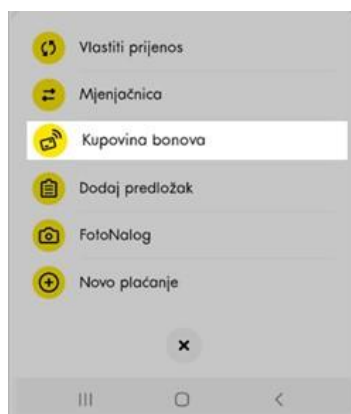 Vlastiti prijenos
Mjenjačnica
Kupovina bonova
Dodaj predložak
FotoNalog
Novo plaćanje